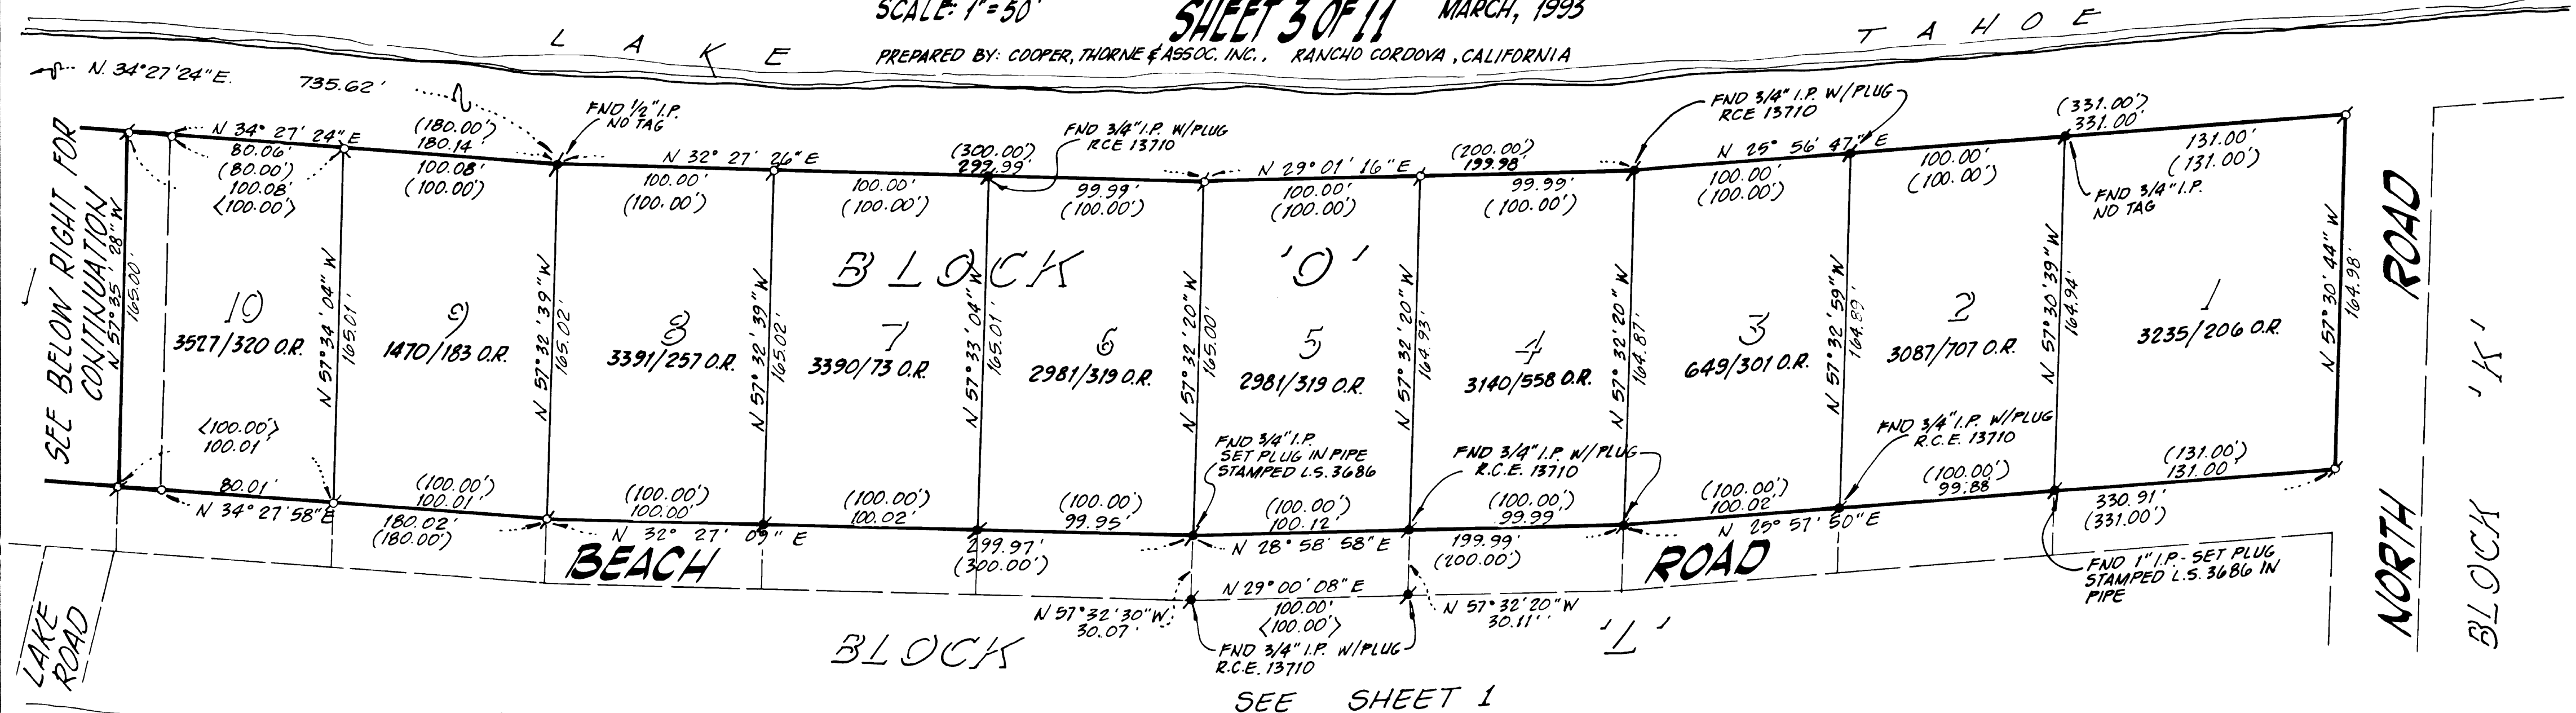 SCALE: 1"=50'
SHEET 3 OF 11
MARCH, 1993
PREPARED BY: COOPER, THORNE & ASSOC. INC., RANCHO CORDOVA, CALIFORNIA
LAKE
TAHOE
N. 34°27'24"E. 735.62'
SEE BELOW RIGHT FOR
CONTINUATION
N 57°35'28"W
165.00'
N 34°27'24"E
80.06'
(80.00')
100.08'
<100.00'>
(180.00')
180.14'
100.08'
(100.00')
FND 1/2" I.P.
NO TAG
N 32°27'26"E
100.00'
(100.00')
100.00'
(100.00')
(300.00')
299.99'
FND 3/4" I.P. W/PLUG
RCE 13710
99.99'
(100.00')
N 29°01'16"E
100.00'
(100.00')
(200.00')
199.98'
99.99'
(100.00')
FND 3/4" I.P. W/PLUG
RCE 13710
N 25°56'47"E
100.00'
(100.00')
100.00'
(100.00')
(331.00')
331.00'
131.00'
(131.00')
FND 3/4" I.P.
NO TAG
BLOCK 'O'
10
3527/320 O.R.
N 57°34'04"W
165.01'
9
1470/183 O.R.
N 57°32'39"W
165.02'
8
3391/257 O.R.
N 57°32'39"W
165.02'
7
3390/73 O.R.
N 57°33'04"W
165.01'
6
2981/319 O.R.
N 57°32'20"W
165.00'
5
2981/319 O.R.
N 57°32'20"W
164.93'
4
3140/558 O.R.
N 57°32'20"W
164.87'
3
649/301 O.R.
N 57°32'59"W
164.89'
2
3087/707 O.R.
N 57°30'39"W
164.94'
1
3235/206 O.R.
N 57°30'44"W
164.98'
<100.00'>
100.01'
80.01'
N 34°27'58"E
(100.00')
100.01'
180.02'
(180.00')
(100.00')
100.00'
N 32°27'09"E
(100.00')
100.02'
299.97'
(300.00')
(100.00')
99.95'
FND 3/4" I.P.
SET PLUG IN PIPE
STAMPED L.S. 3686
(100.00')
100.12'
N 28°58'58"E
FND 3/4" I.P. W/PLUG
R.C.E. 13710
(100.00')
99.99
199.99'
(200.00')
(100.00')
100.02'
N 25°57'50"E
FND 3/4" I.P. W/PLUG
R.C.E. 13710
(100.00')
99.88
(131.00')
131.00'
330.91'
(331.00')
BEACH ROAD
N 29°00'08"E
100.00'
<100.00'>
N 57°32'30"W
30.07'
N 57°32'20"W
30.11'
FND 3/4" I.P. W/PLUG
R.C.E. 13710
FND 1" I.P.- SET PLUG
STAMPED L.S. 3686 IN
PIPE
LAKE
ROAD
BLOCK 'L'
SEE SHEET 1
NORTH ROAD
BLOCK 'K'